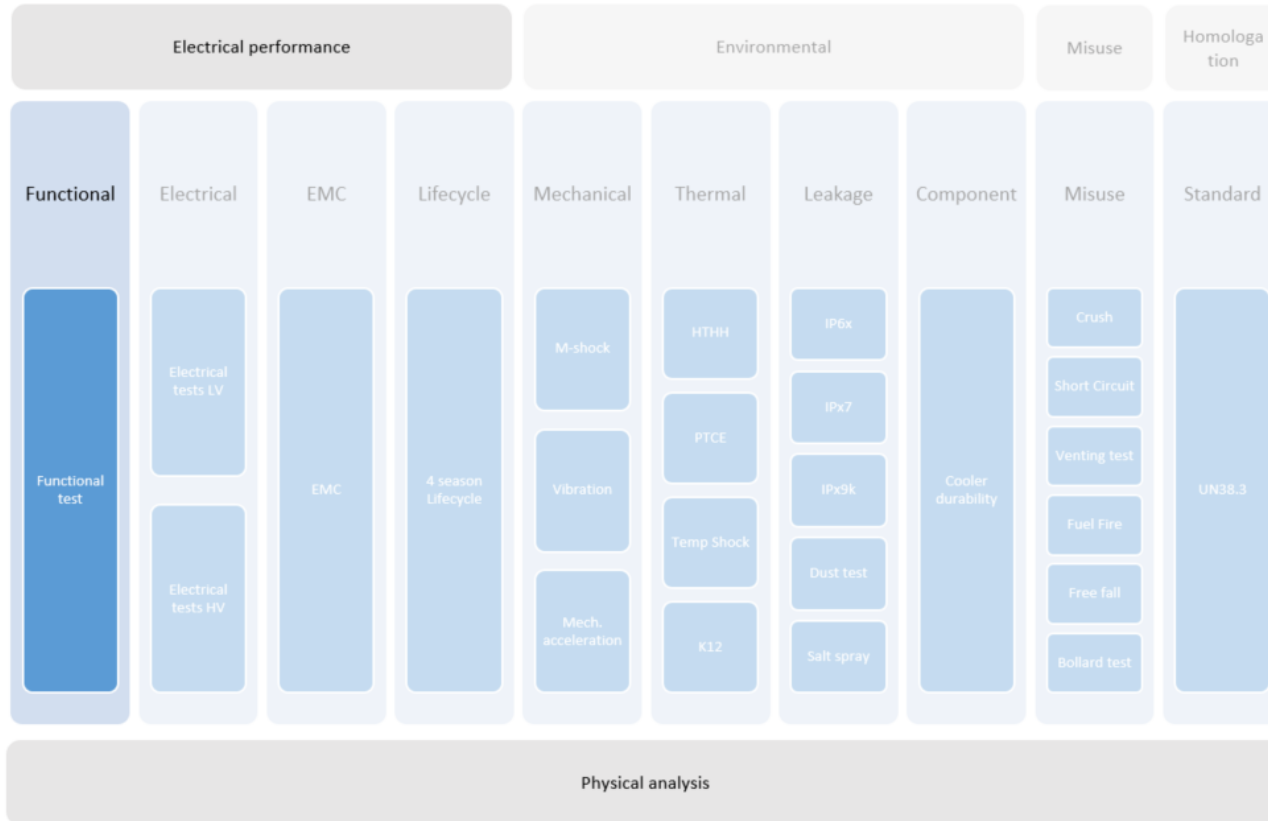 Electrical performance
Environmental
Misuse
Homologa
tion
Functional
Electrical
EMC
Lifecycle
Mechanical
Thermal
Leakage
Component
Misuse
Standard
Functional
test
Electrical
tests LV
Electrical
tests HV
EMC
4 season
Lifecycle
M-shock
Vibration
Mech.
acceleration
HTHH
PTCE
Temp Shock
K12
IP6x
IPx7
IPx9k
Dust test
Salt spray
Cooler
durability
Crush
Short Circuit
Venting test
Fuel Fire
Free fall
Bollard test
UN38.3
Physical analysis